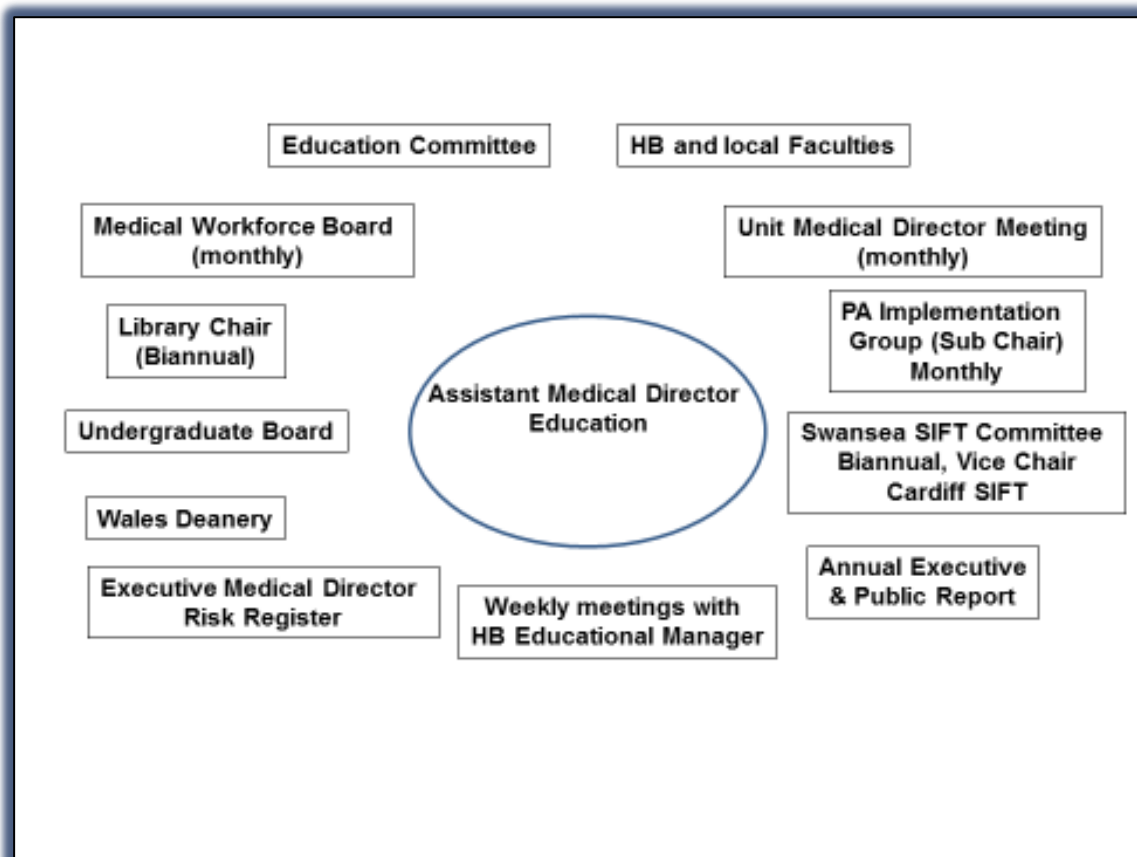 Education Committee
HB and local Faculties
Medical Workforce Board
(monthly)
Unit Medical Director Meeting
(monthly)
Library Chair
(Biannual)
PA Implementation
Group (Sub Chair)
Monthly
Assistant Medical Director
Education
Undergraduate Board
Swansea SIFT Committee
Biannual, Vice Chair
Cardiff SIFT
Wales Deanery
Executive Medical Director
Risk Register
Weekly meetings with
HB Educational Manager
Annual Executive
& Public Report